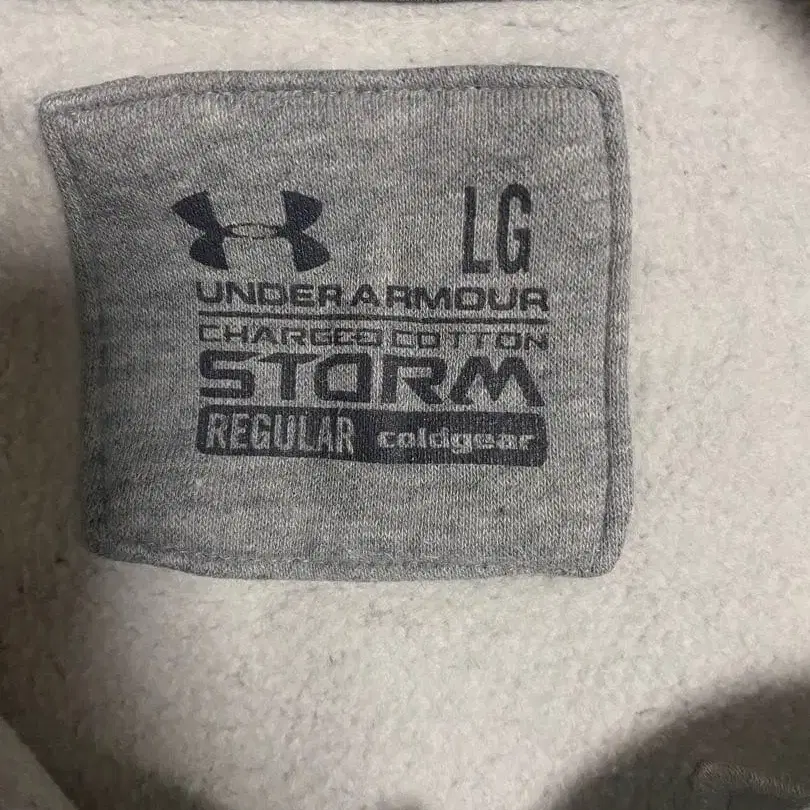 LG
UNDER ARMOUR
CHARGED COTTON
STORM
REGULAR coldgear